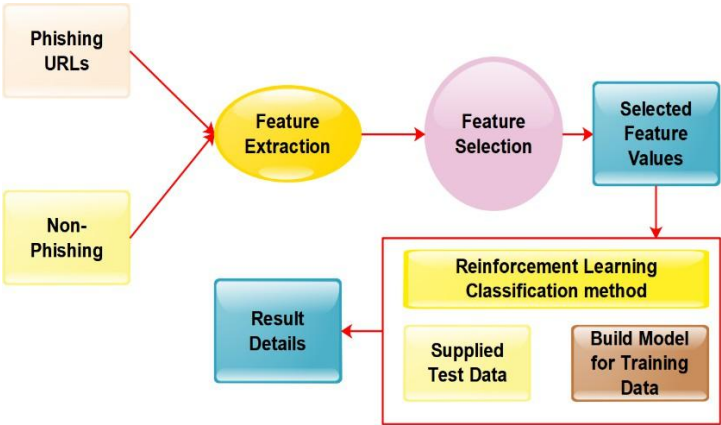 Phishing
URLs
Non-
Phishing
Feature
Extraction
Feature
Selection
Selected
Feature
Values
Reinforcement Learning
Classification method
Supplied
Test Data
Build Model
for Training
Data
Result
Details